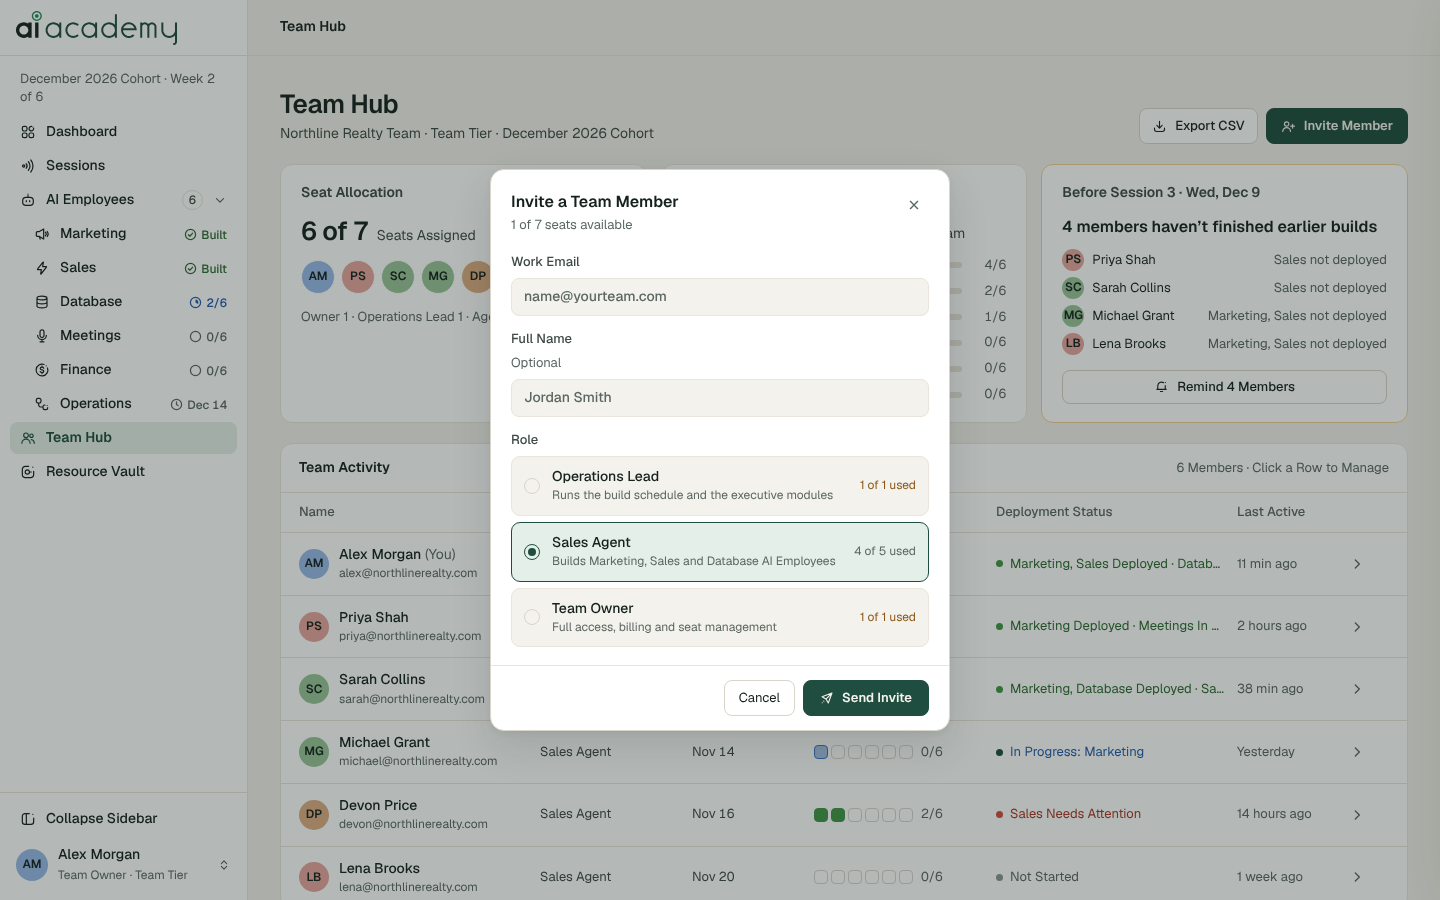 ai academy
Team Hub
December 2026 Cohort · Week 2
of 6
Dashboard
Sessions
AI Employees 6
Marketing Built
Sales Built
Database 2/6
Meetings 0/6
Finance 0/6
Operations Dec 14
Team Hub
Resource Vault
Collapse Sidebar
AM
Alex Morgan
Team Owner · Team Tier
Team Hub
Northline Realty Team · Team Tier · December 2026 Cohort
Export CSV
Invite Member
Seat Allocation
6 of 7 Seats Assigned
AM PS SC MG DP
Owner 1 · Operations Lead 1 ·
4/6
2/6
1/6
0/6
0/6
0/6
Before Session 3 · Wed, Dec 9
4 members haven't finished earlier builds
PS Priya Shah Sales not deployed
SC Sarah Collins Sales not deployed
MG Michael Grant Marketing, Sales not deployed
LB Lena Brooks Marketing, Sales not deployed
Remind 4 Members
Invite a Team Member
1 of 7 seats available
Work Email
name@yourteam.com
Full Name
Optional
Jordan Smith
Role
Operations Lead
Runs the build schedule and the executive modules
1 of 1 used
Sales Agent
Builds Marketing, Sales and Database AI Employees
4 of 5 used
Team Owner
Full access, billing and seat management
1 of 1 used
Cancel
Send Invite
Team Activity
6 Members · Click a Row to Manage
Name Deployment Status Last Active
AM Alex Morgan (You) Marketing, Sales Deployed · Datab... 11 min ago
alex@northlinerealty.com
PS Priya Shah Marketing Deployed · Meetings In ... 2 hours ago
priya@northlinerealty.com
SC Sarah Collins Marketing, Database Deployed · Sa... 38 min ago
sarah@northlinerealty.com
MG Michael Grant Sales Agent Nov 14 0/6 In Progress: Marketing Yesterday
michael@northlinerealty.com
DP Devon Price Sales Agent Nov 16 2/6 Sales Needs Attention 14 hours ago
devon@northlinerealty.com
LB Lena Brooks Sales Agent Nov 20 0/6 Not Started 1 week ago
lena@northlinerealty.com